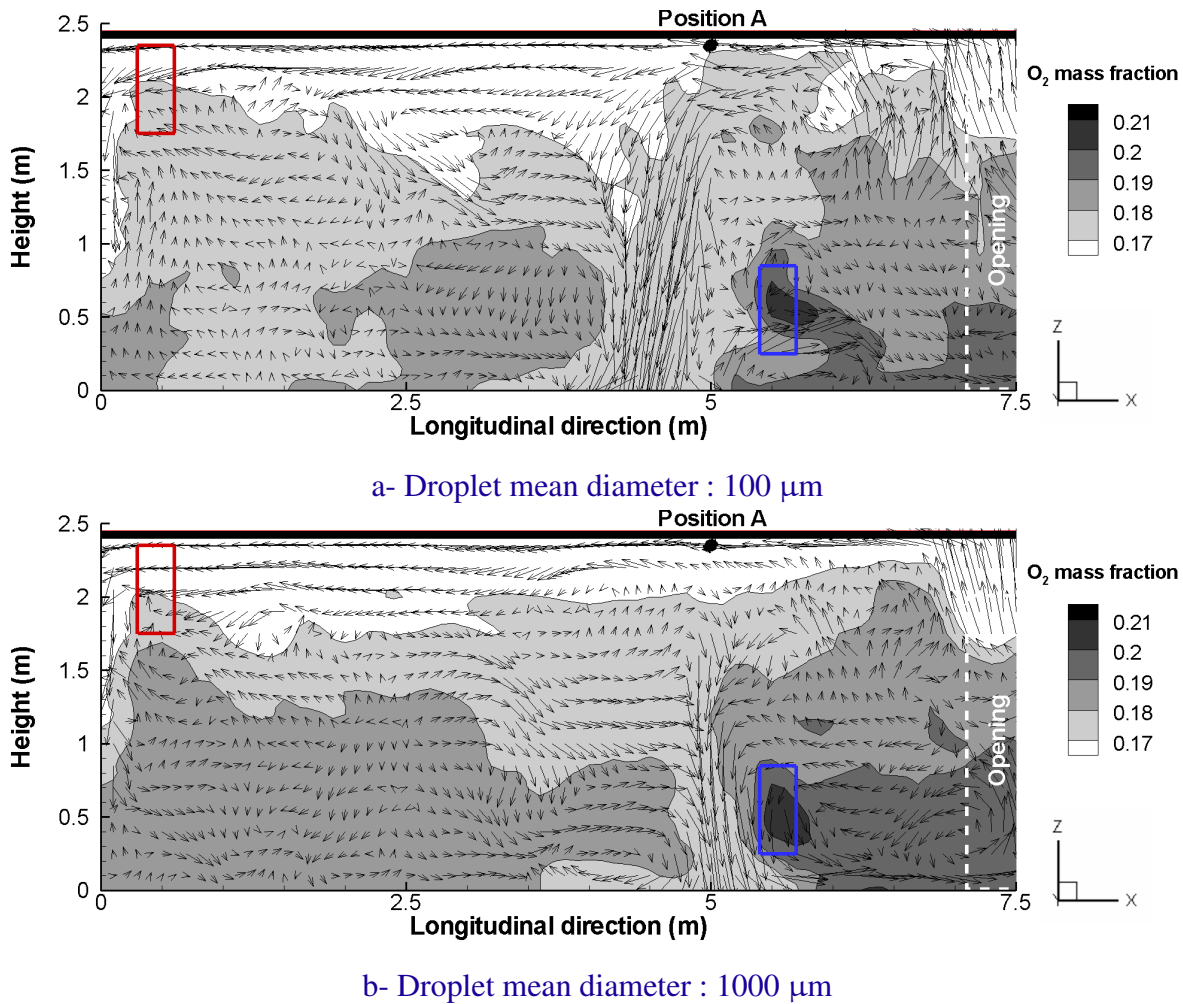 Position A
2.5
2
1.5
1
0.5
0
Height (m)
0 2.5 5 7.5
Longitudinal direction (m)
Opening
O2 mass fraction
0.21
0.2
0.19
0.18
0.17
Z
Y X
a- Droplet mean diameter : 100 µm
Position A
2.5
2
1.5
1
0.5
0
Height (m)
0 2.5 5 7.5
Longitudinal direction (m)
Opening
O2 mass fraction
0.21
0.2
0.19
0.18
0.17
Z
Y X
b- Droplet mean diameter : 1000 µm